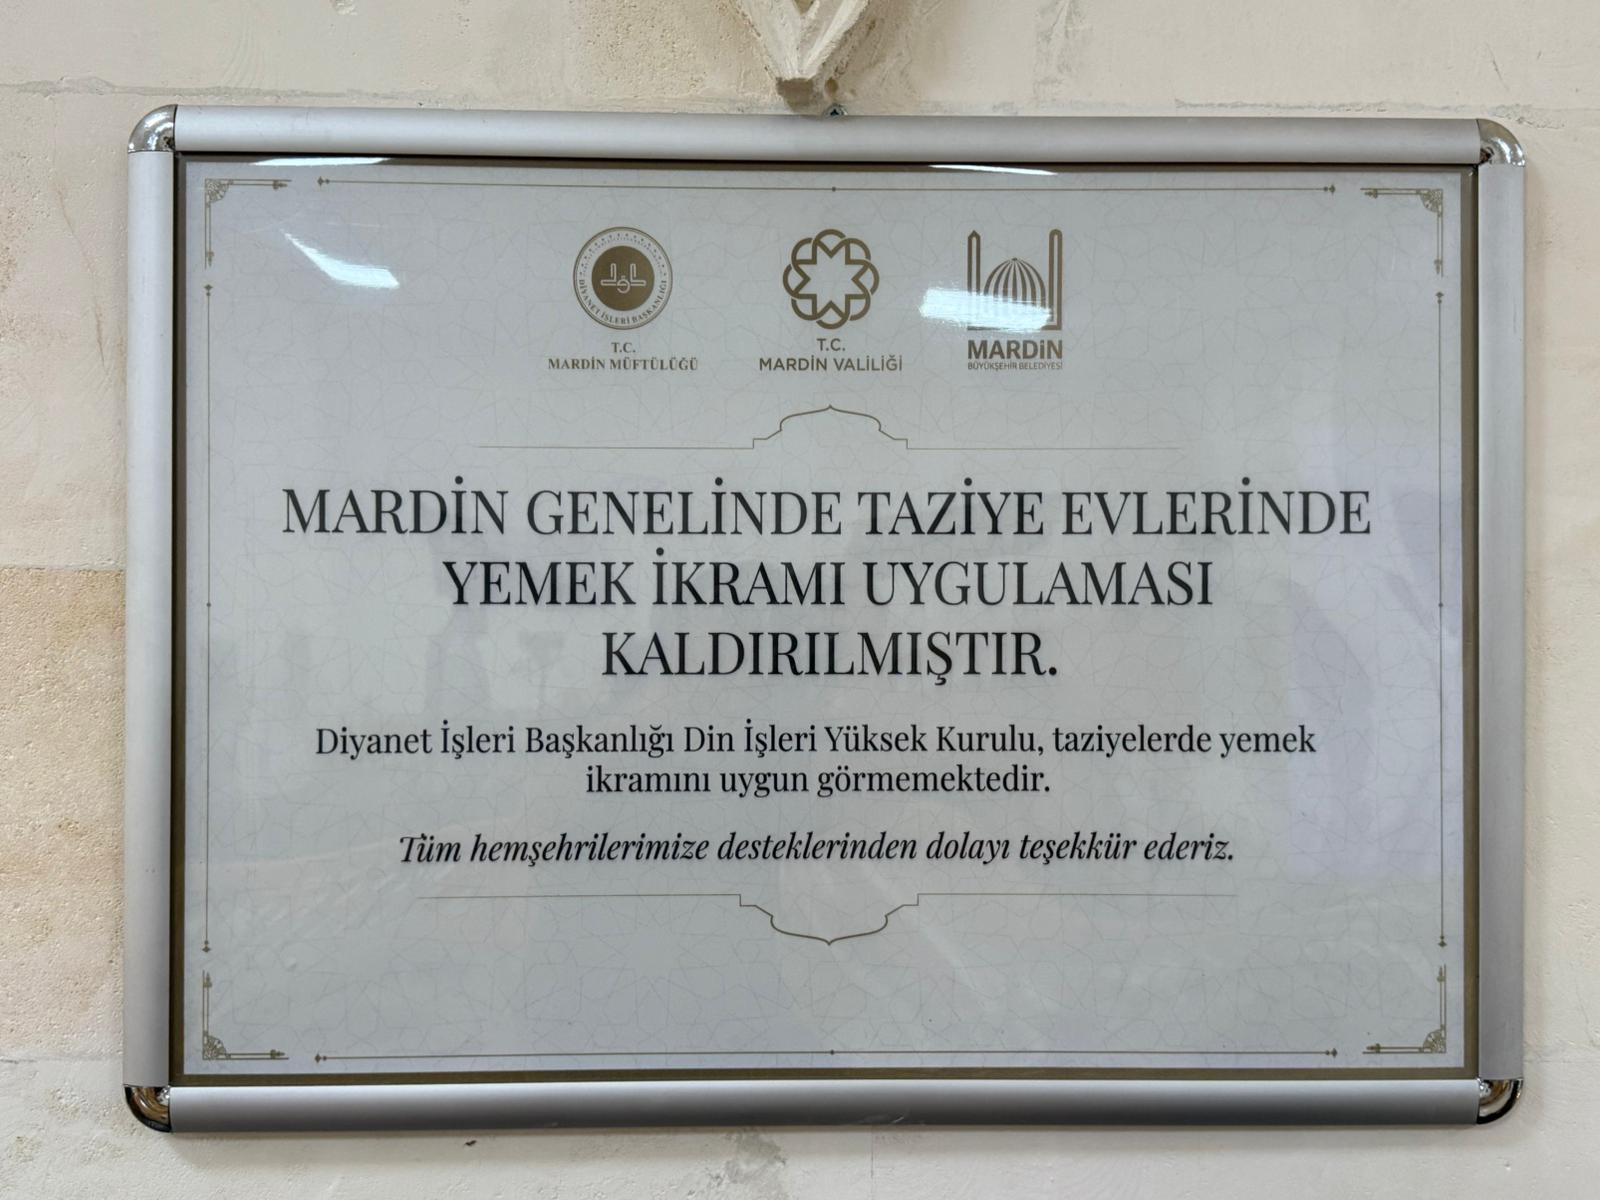 DİYANET İŞLERİ BAŞKANLIĞI
T.C.
MARDİN MÜFTÜLÜĞÜ
T.C.
MARDİN VALİLİĞİ
MARDİN
BÜYÜKŞEHİR BELEDİYESİ
MARDİN GENELİNDE TAZİYE EVLERİNDE
YEMEK İKRAMI UYGULAMASI
KALDIRILMIŞTIR.
Diyanet İşleri Başkanlığı Din İşleri Yüksek Kurulu, taziyelerde yemek
ikramını uygun görmemektedir.
Tüm hemşehrilerimize desteklerinden dolayı teşekkür ederiz.